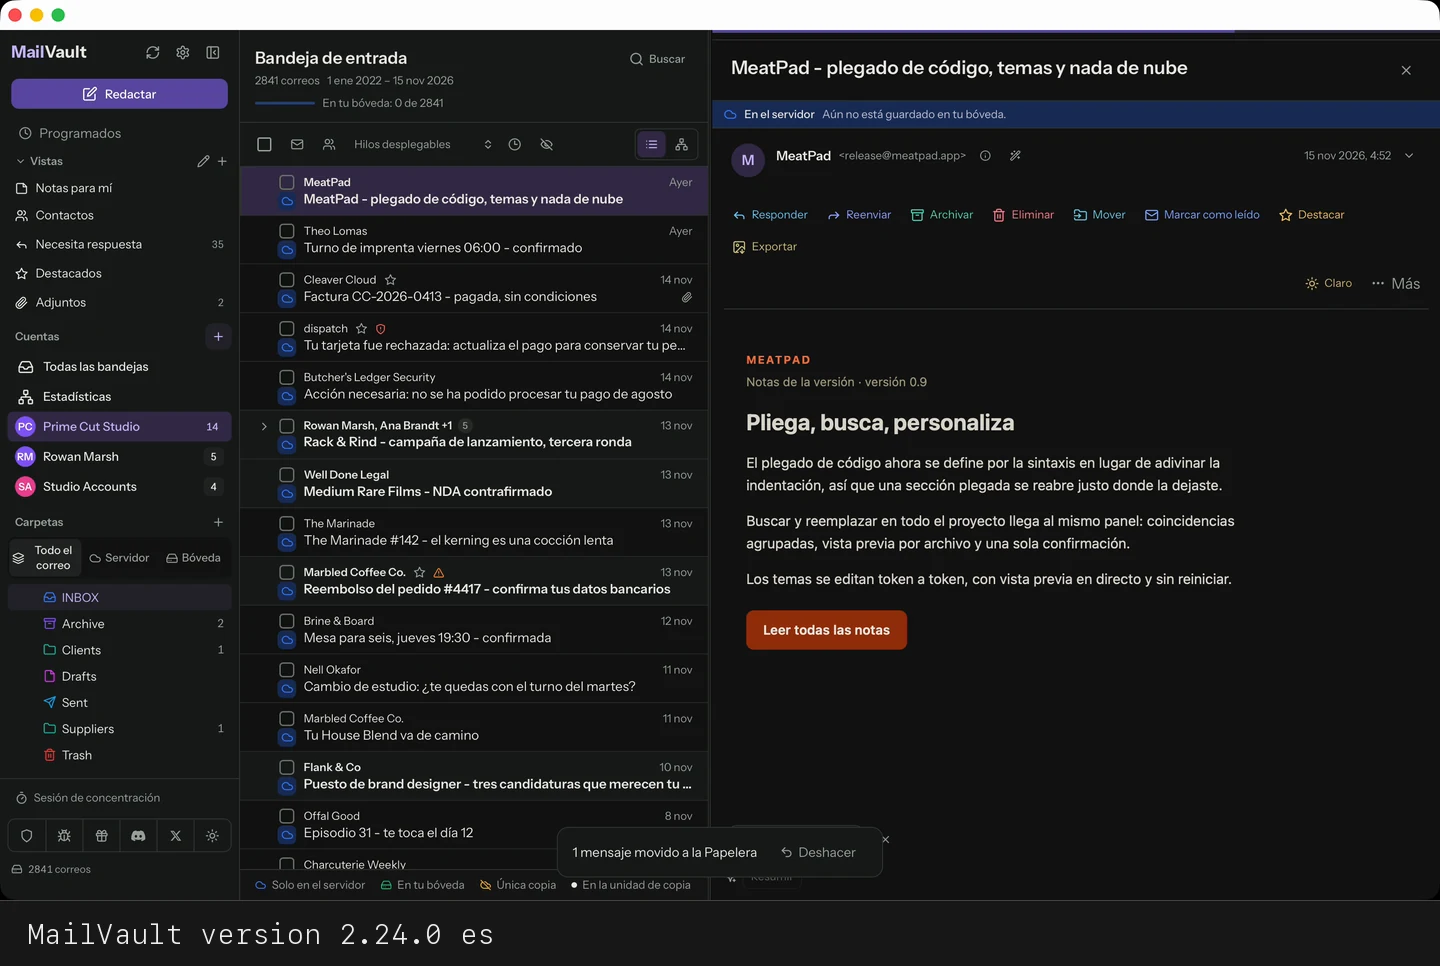 MailVault
Redactar
Programados
Vistas
Notas para mí
Contactos
Necesita respuesta 35
Destacados
Adjuntos 2
Cuentas
Todas las bandejas
Estadísticas
PC Prime Cut Studio 14
RM Rowan Marsh 5
SA Studio Accounts 4
Carpetas
Todo el correo
Servidor
Bóveda
INBOX
Archive 2
Clients 1
Drafts
Sent
Suppliers 1
Trash
Sesión de concentración
2841 correos
Bandeja de entrada
Buscar
2841 correos 1 ene 2022 – 15 nov 2026
En tu bóveda: 0 de 2841
Hilos desplegables
MeatPad Ayer
MeatPad - plegado de código, temas y nada de nube
Theo Lomas Ayer
Turno de imprenta viernes 06:00 - confirmado
Cleaver Cloud 14 nov
Factura CC-2026-0413 - pagada, sin condiciones
dispatch 14 nov
Tu tarjeta fue rechazada: actualiza el pago para conservar tu pe...
Butcher's Ledger Security 14 nov
Acción necesaria: no se ha podido procesar tu pago de agosto
Rowan Marsh, Ana Brandt +1 5 13 nov
Rack & Rind - campaña de lanzamiento, tercera ronda
Well Done Legal 13 nov
Medium Rare Films - NDA contrafirmado
The Marinade 13 nov
The Marinade #142 - el kerning es una cocción lenta
Marbled Coffee Co. 13 nov
Reembolso del pedido #4417 - confirma tus datos bancarios
Brine & Board 12 nov
Mesa para seis, jueves 19:30 - confirmada
Nell Okafor 11 nov
Cambio de estudio: ¿te quedas con el turno del martes?
Marbled Coffee Co. 11 nov
Tu House Blend va de camino
Flank & Co 10 nov
Puesto de brand designer - tres candidaturas que merecen tu ...
Offal Good 8 nov
Episodio 31 - te toca el día 12
Charcuterie Weekly
Solo en el servidor En tu bóveda Única copia En la unidad de copia
MeatPad - plegado de código, temas y nada de nube
En el servidor Aún no está guardado en tu bóveda.
M MeatPad <release@meatpad.app> 15 nov 2026, 4:52
Responder Reenviar Archivar Eliminar Mover Marcar como leído Destacar
Exportar
Claro ··· Más
MEATPAD
Notas de la versión · versión 0.9
Pliega, busca, personaliza
El plegado de código ahora se define por la sintaxis en lugar de adivinar la
indentación, así que una sección plegada se reabre justo donde la dejaste.
Buscar y reemplazar en todo el proyecto llega al mismo panel: coincidencias
agrupadas, vista previa por archivo y una sola confirmación.
Los temas se editan token a token, con vista previa en directo y sin reiniciar.
Leer todas las notas
1 mensaje movido a la Papelera Deshacer
Resumir
MailVault version 2.24.0 es